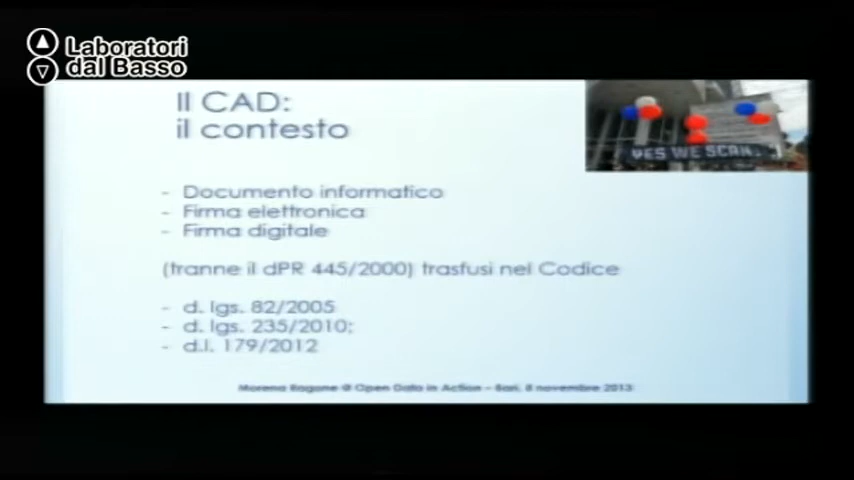 Laboratori
dal Basso
Il CAD:
il contesto
YES WE SCAN
- Documento informatico
- Firma elettronica
- Firma digitale
(tranne il dPR 445/2000) trasfusi nel Codice
- d. lgs. 82/2005
- d. lgs. 235/2010;
- d.l. 179/2012
Morena Ragone @ Open Data in Action - Bari, 8 novembre 2013